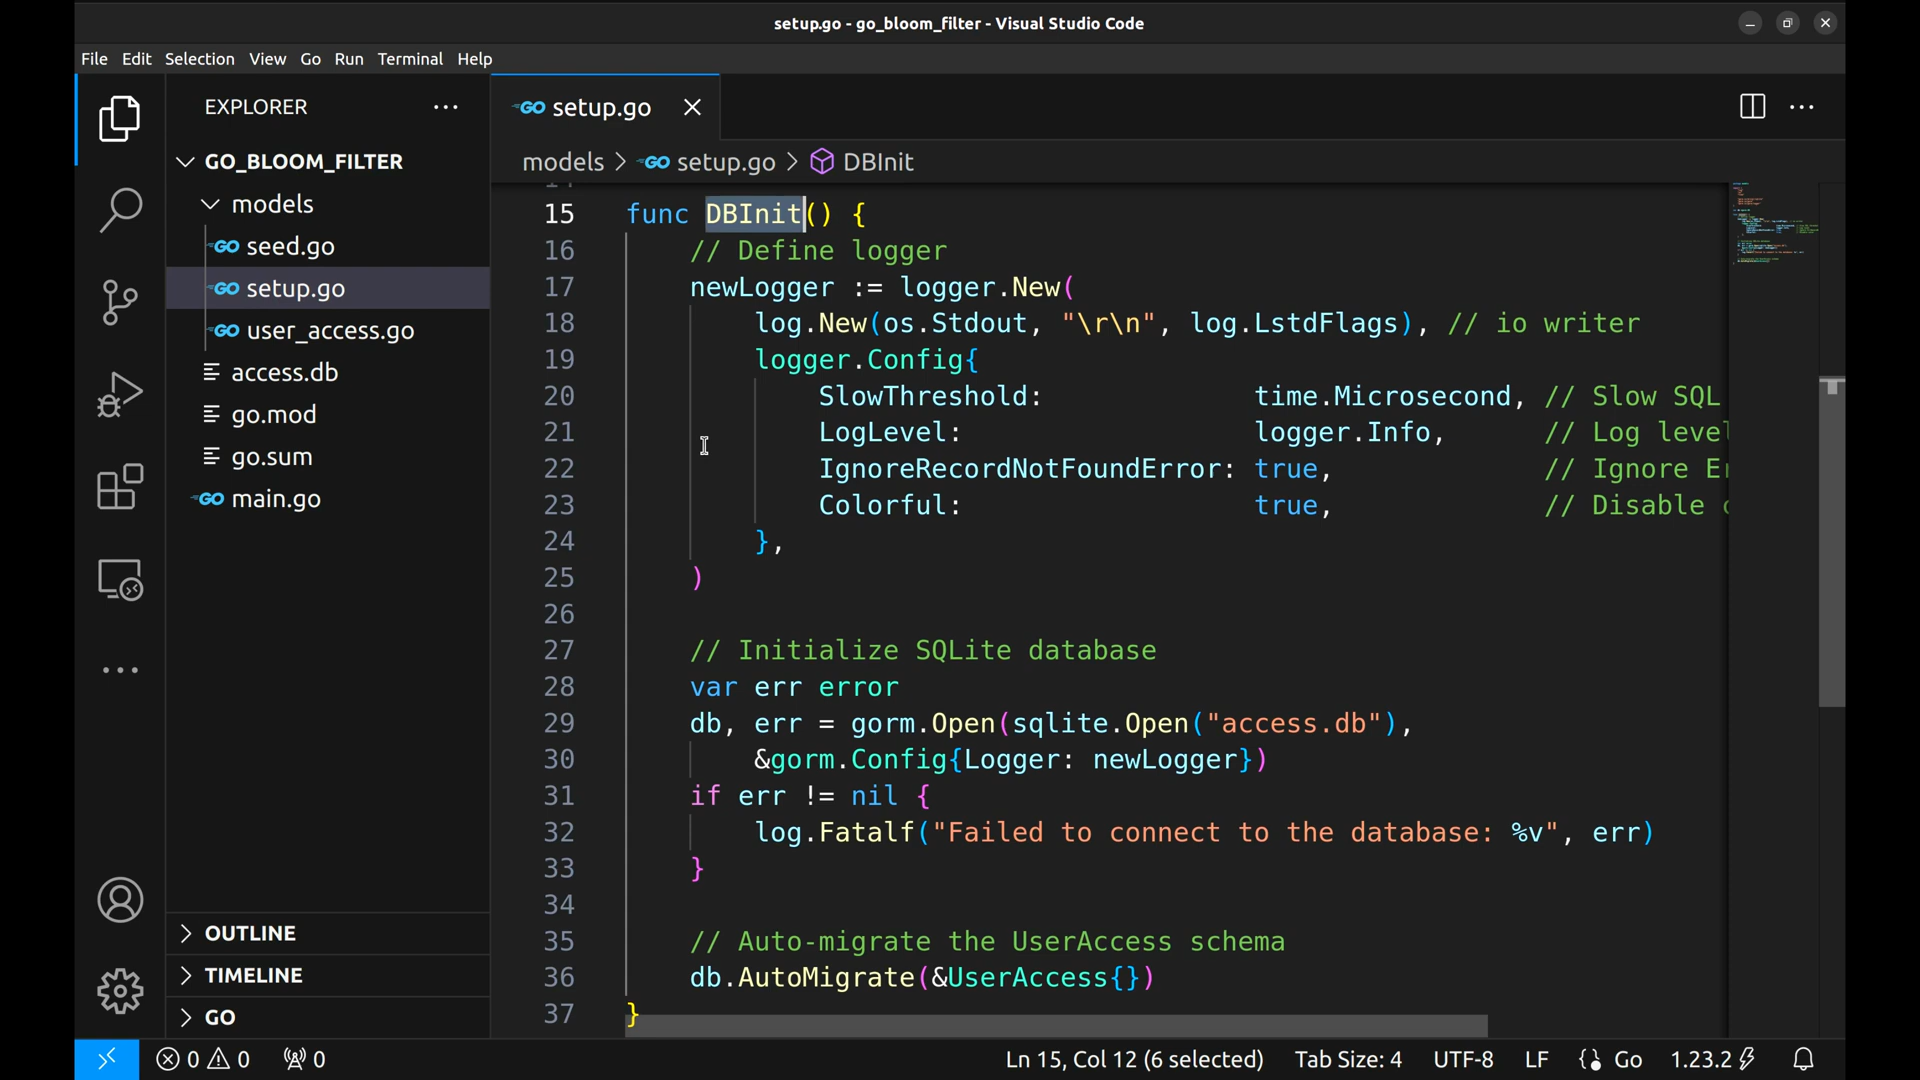 setup.go - go_bloom_filter - Visual Studio Code
File Edit Selection View Go Run Terminal Help
EXPLORER
GO_BLOOM_FILTER
models
seed.go
setup.go
user_access.go
access.db
go.mod
go.sum
main.go
OUTLINE
TIMELINE
GO
setup.go
models > setup.go > DBInit
15 func DBInit() {
16 // Define logger
17 newLogger := logger.New(
18 log.New(os.Stdout, "\r\n", log.LstdFlags), // io writer
19 logger.Config{
20 SlowThreshold: time.Microsecond, // Slow SQL
21 LogLevel: logger.Info, // Log level
22 IgnoreRecordNotFoundError: true, // Ignore
23 Colorful: true, // Disable
24 },
25 )
26
27 // Initialize SQLite database
28 var err error
29 db, err = gorm.Open(sqlite.Open("access.db"),
30 &gorm.Config{Logger: newLogger})
31 if err != nil {
32 log.Fatalf("Failed to connect to the database: %v", err)
33 }
34
35 // Auto-migrate the UserAccess schema
36 db.AutoMigrate(&UserAccess{})
37 }
0 0 0 Ln 15, Col 12 (6 selected) Tab Size: 4 UTF-8 LF Go 1.23.2